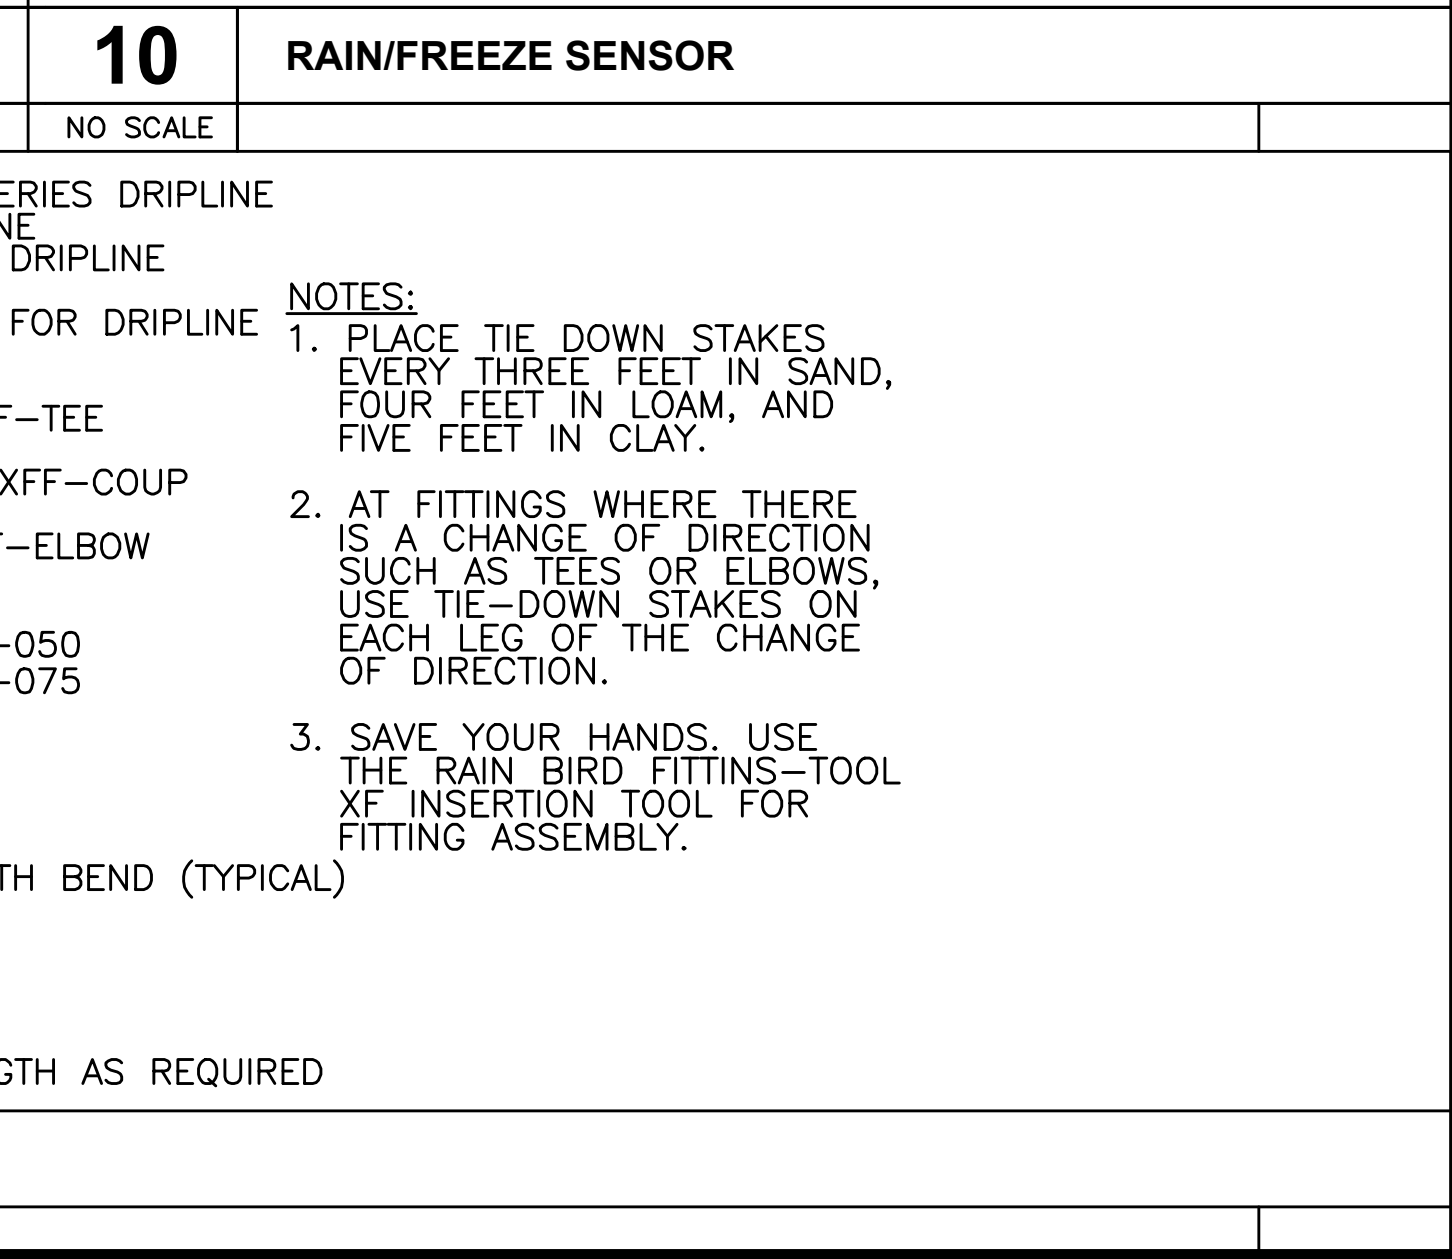 10
RAIN/FREEZE SENSOR
NO SCALE
ERIES DRIPLINE
NE
DRIPLINE
FOR DRIPLINE
F-TEE
XFF-COUP
-ELBOW
-050
-075
TH BEND (TYPICAL)
GTH AS REQUIRED
NOTES:
1. PLACE TIE DOWN STAKES
EVERY THREE FEET IN SAND,
FOUR FEET IN LOAM, AND
FIVE FEET IN CLAY.
2. AT FITTINGS WHERE THERE
IS A CHANGE OF DIRECTION
SUCH AS TEES OR ELBOWS,
USE TIE-DOWN STAKES ON
EACH LEG OF THE CHANGE
OF DIRECTION.
3. SAVE YOUR HANDS. USE
THE RAIN BIRD FITTINS-TOOL
XF INSERTION TOOL FOR
FITTING ASSEMBLY.